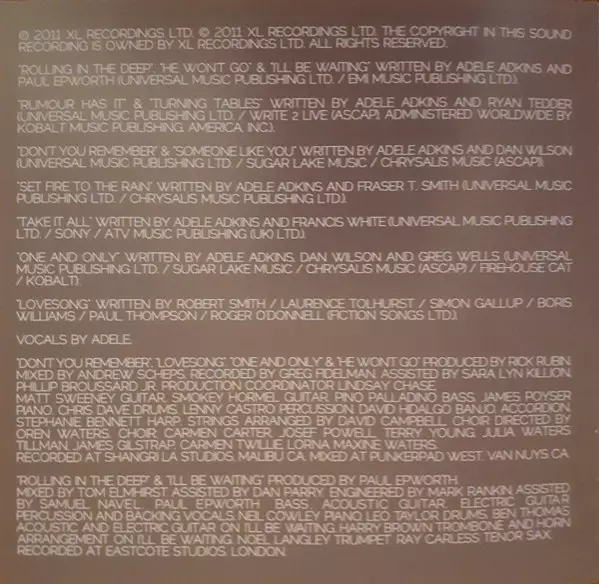 ℗ 2011 XL RECORDINGS LTD. © 2011 XL RECORDINGS LTD. THE COPYRIGHT IN THIS SOUND
RECORDING IS OWNED BY XL RECORDINGS LTD. ALL RIGHTS RESERVED.
"ROLLING IN THE DEEP", "HE WON'T GO" & "I'LL BE WAITING" WRITTEN BY ADELE ADKINS AND
PAUL EPWORTH (UNIVERSAL MUSIC PUBLISHING LTD. / EMI MUSIC PUBLISHING LTD.).
"RUMOUR HAS IT" & "TURNING TABLES" WRITTEN BY ADELE ADKINS AND RYAN TEDDER
(UNIVERSAL MUSIC PUBLISHING LTD. / WRITE 2 LIVE (ASCAP), ADMINISTERED WORLDWIDE BY
KOBALT MUSIC PUBLISHING AMERICA, INC.).
"DON'T YOU REMEMBER" & "SOMEONE LIKE YOU" WRITTEN BY ADELE ADKINS AND DAN WILSON
(UNIVERSAL MUSIC PUBLISHING LTD. / SUGAR LAKE MUSIC / CHRYSALIS MUSIC (ASCAP)).
"SET FIRE TO THE RAIN" WRITTEN BY ADELE ADKINS AND FRASER T. SMITH (UNIVERSAL MUSIC
PUBLISHING LTD. / CHRYSALIS MUSIC PUBLISHING LTD.).
"TAKE IT ALL" WRITTEN BY ADELE ADKINS AND FRANCIS WHITE (UNIVERSAL MUSIC PUBLISHING
LTD. / SONY / ATV MUSIC PUBLISHING (UK) LTD.).
"ONE AND ONLY" WRITTEN BY ADELE ADKINS, DAN WILSON AND GREG WELLS (UNIVERSAL
MUSIC PUBLISHING LTD. / SUGAR LAKE MUSIC / CHRYSALIS MUSIC (ASCAP) / FIREHOUSE CAT
/ KOBALT).
"LOVESONG" WRITTEN BY ROBERT SMITH / LAURENCE TOLHURST / SIMON GALLUP / BORIS
WILLIAMS / PAUL THOMPSON / ROGER O'DONNELL (FICTION SONGS LTD.).
VOCALS BY ADELE.
"DON'T YOU REMEMBER", "LOVESONG", "ONE AND ONLY" & "HE WON'T GO" PRODUCED BY RICK RUBIN.
MIXED BY ANDREW SCHEPS. RECORDED BY GREG FIDELMAN. ASSISTED BY SARA LYN KILLION,
PHILLIP BROUSSARD JR. PRODUCTION COORDINATOR LINDSAY CHASE.
MATT SWEENEY GUITAR, SMOKEY HORMEL GUITAR, PINO PALLADINO BASS, JAMES POYSER
PIANO, CHRIS DAVE DRUMS, LENNY CASTRO PERCUSSION, DAVID HIDALGO BANJO, ACCORDION,
STEPHANIE BENNETT HARP. STRINGS ARRANGED BY DAVID CAMPBELL. CHOIR DIRECTED BY
OREN WATERS. CHOIR CARMEN CARTER, JOSEF POWELL, TERRY YOUNG, JULIA WATERS
TILLMAN, JAMES GILSTRAP, CARMEN TWILLIE, LORNA MAXINE WATERS.
RECORDED AT SHANGRI LA STUDIOS, MALIBU CA. MIXED AT PUNKERPAD WEST, VAN NUYS CA.
"ROLLING IN THE DEEP" & "I'LL BE WAITING" PRODUCED BY PAUL EPWORTH.
MIXED BY TOM ELMHIRST ASSISTED BY DAN PARRY. ENGINEERED BY MARK RANKIN, ASSISTED
BY SAMUEL NAVEL. PAUL EPWORTH BASS, ACOUSTIC GUITAR, ELECTRIC GUITAR,
PERCUSSION AND BACKING VOCALS, NEIL COWLEY PIANO, LEO TAYLOR DRUMS, BEN THOMAS
ACOUSTIC AND ELECTRIC GUITAR ON I'LL BE WAITING, HARRY BROWN TROMBONE AND HORN
ARRANGEMENT ON I'LL BE WAITING, NOEL LANGLEY TRUMPET, RAY CARLESS TENOR SAX.
RECORDED AT EASTCOTE STUDIOS, LONDON.